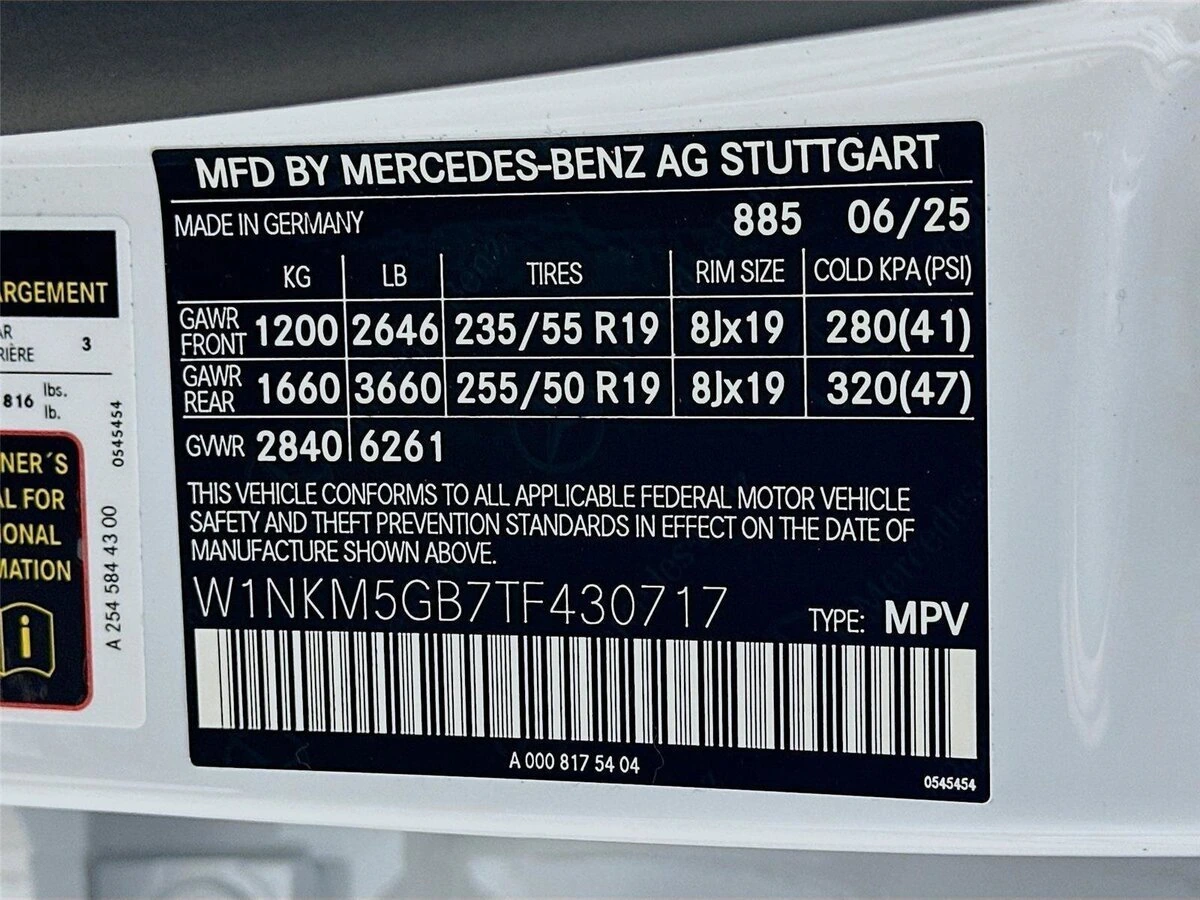 MFD BY MERCEDES-BENZ AG STUTTGART
MADE IN GERMANY 885 06/25
KG LB TIRES RIM SIZE COLD KPA (PSI)
GAWR FRONT 1200 2646 235/55 R19 8Jx19 280(41)
GAWR REAR 1660 3660 255/50 R19 8Jx19 320(47)
GVWR 2840 6261
THIS VEHICLE CONFORMS TO ALL APPLICABLE FEDERAL MOTOR VEHICLE
SAFETY AND THEFT PREVENTION STANDARDS IN EFFECT ON THE DATE OF
MANUFACTURE SHOWN ABOVE.
W1NKM5GB7TF430717 TYPE: MPV
A 000 817 54 04
0545454
ARGEMENT
AR
RIÈRE 3
816 lbs.
lb.
NER´S
AL FOR
IONAL
MATION
i
0545454
A 254 584 43 00